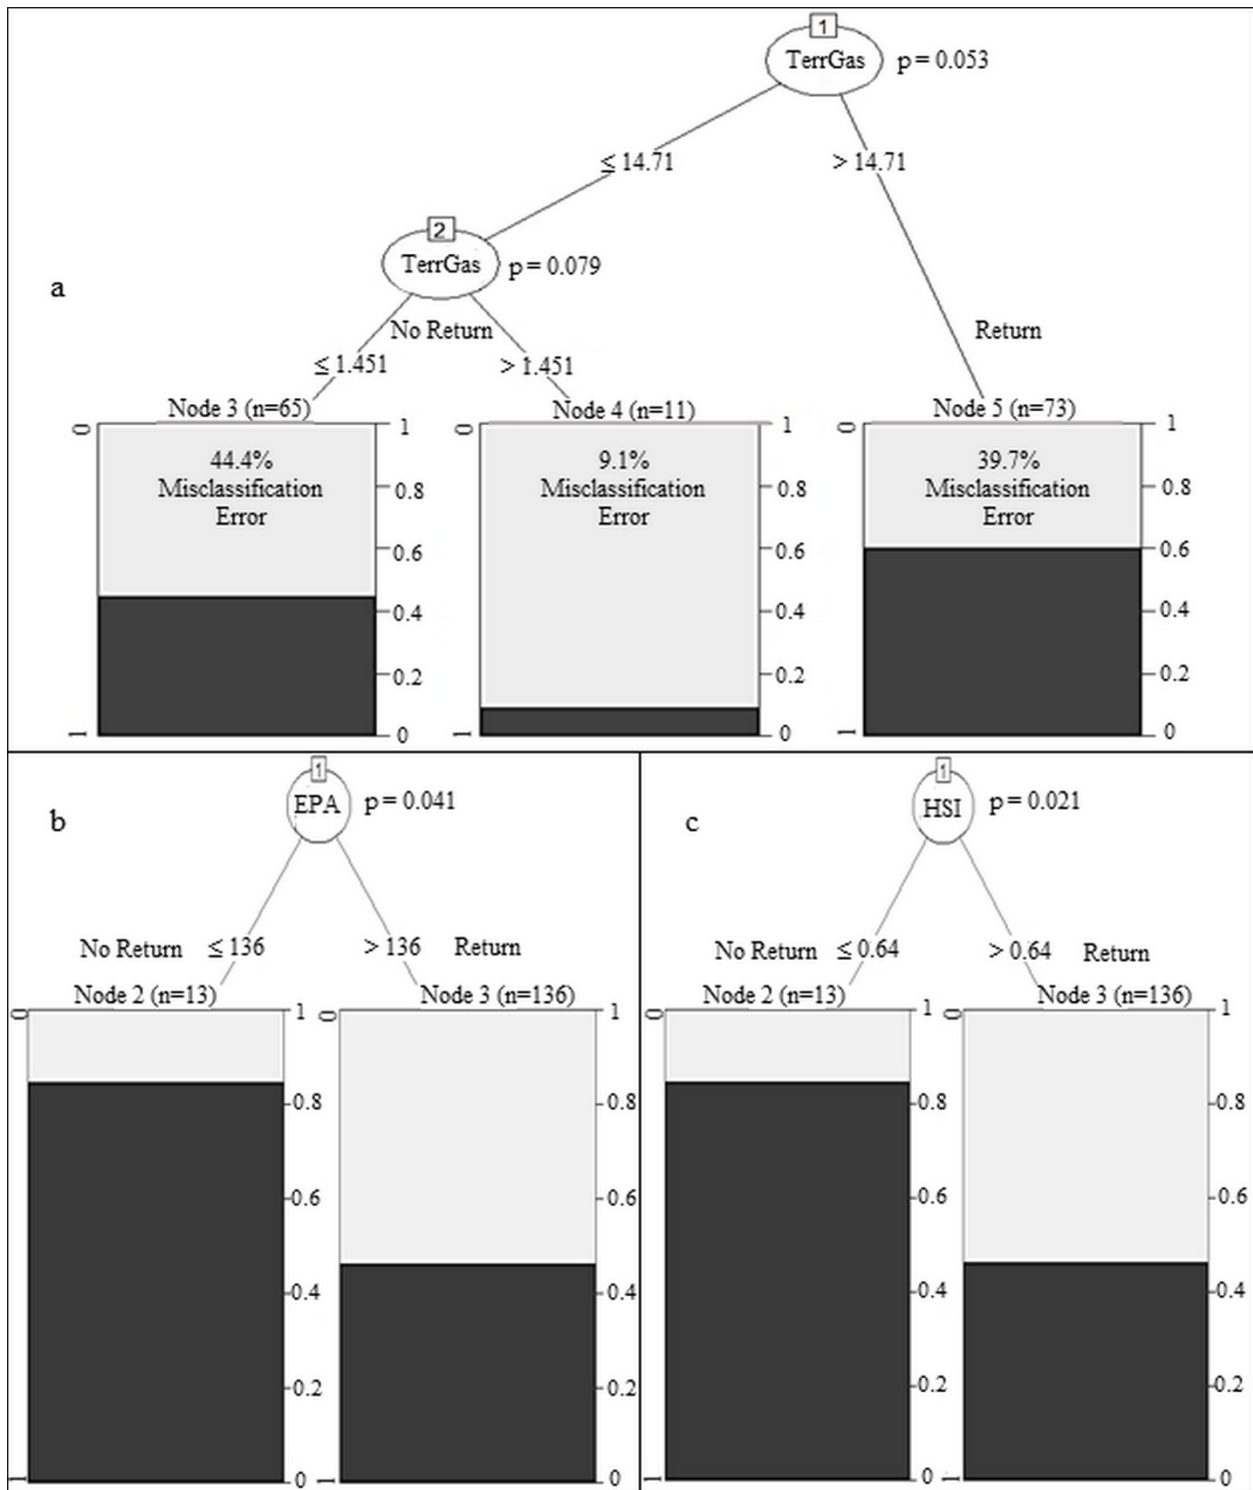 1
TerrGas p = 0.053
≤ 14.71 > 14.71
2
TerrGas p = 0.079
a
No Return Return
≤ 1.451 > 1.451
Node 3 (n=65) Node 4 (n=11) Node 5 (n=73)
0 1 0 1 0 1
44.4% 9.1% 39.7%
Misclassification 0.8 Misclassification 0.8 Misclassification 0.8
Error Error Error
0.6 0.6 0.6
0.4 0.4 0.4
0.2 0.2 0.2
1 0 1 0 1 0
1
EPA p = 0.041
b
No Return ≤ 136 > 136 Return
Node 2 (n=13) Node 3 (n=136)
0 1 0 1
0.8 0.8
0.6 0.6
0.4 0.4
0.2 0.2
1 0 1 0
1
HSI p = 0.021
c
No Return ≤ 0.64 > 0.64 Return
Node 2 (n=13) Node 3 (n=136)
0 1 0 1
0.8 0.8
0.6 0.6
0.4 0.4
0.2 0.2
1 0 1 0